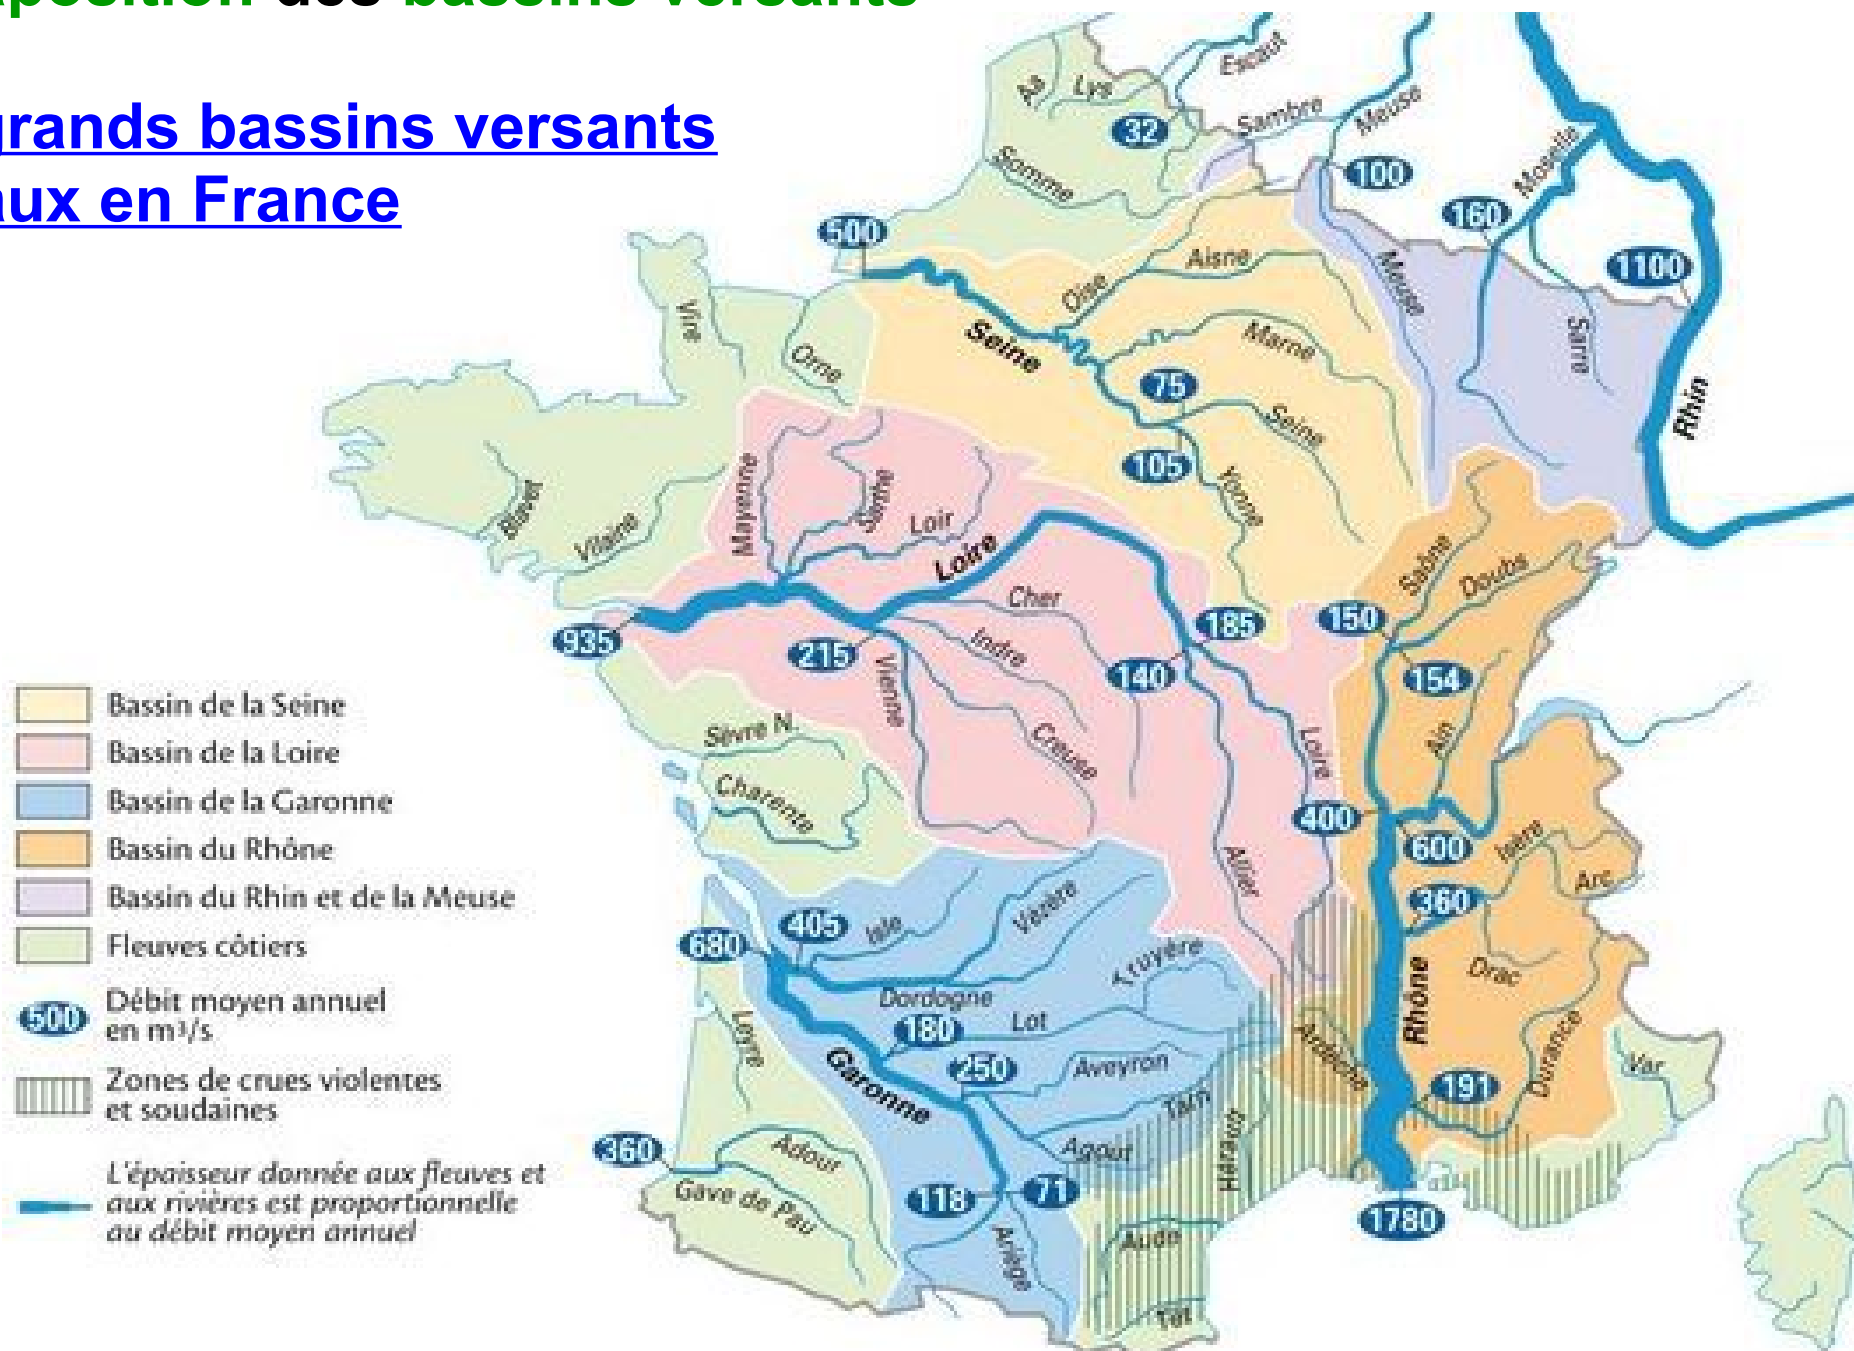 aposition des bassins versants
grands bassins versants
aux en France
Escaut
Aa
Lys
32
Sambre
Meuse
100
Somme
Moselle
160
500
1100
Aisne
Oise
Meuse
Vire
Seine
Marne
Sarre
Orne
75
Seine
Rhin
105
Yonne
Mayenne
Sarthe
Blavet
Vilaine
Loir
Loire
Saône
Doubs
Cher
935
185
150
215
Indre
140
154
Vienne
Sèvre N.
Creuse
Loire
Ain
Charente
400
600
Isère
Allier
Arc
360
405
Isle
Vézère
680
Truyère
Drac
Dordogne
180
Lot
Rhône
Loyre
Ardèche
Durance
Garonne
250
Aveyron
Var
Tarn
191
360
Adour
Agout
Hérault
Gave de Pau
118
71
1780
Ariège
Aude
Têt
Bassin de la Seine
Bassin de la Loire
Bassin de la Garonne
Bassin du Rhône
Bassin du Rhin et de la Meuse
Fleuves côtiers
500
Débit moyen annuel
en m³/s
Zones de crues violentes
et soudaines
L'épaisseur donnée aux fleuves et
aux rivières est proportionnelle
au débit moyen annuel